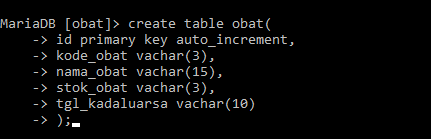 MariaDB [obat]> create table obat(
    -> id primary key auto_increment,
    -> kode_obat vachar(3),
    -> nama_obat vachar(15),
    -> stok_obat vachar(3),
    -> tgl_kadaluarsa vachar(10)
    -> );